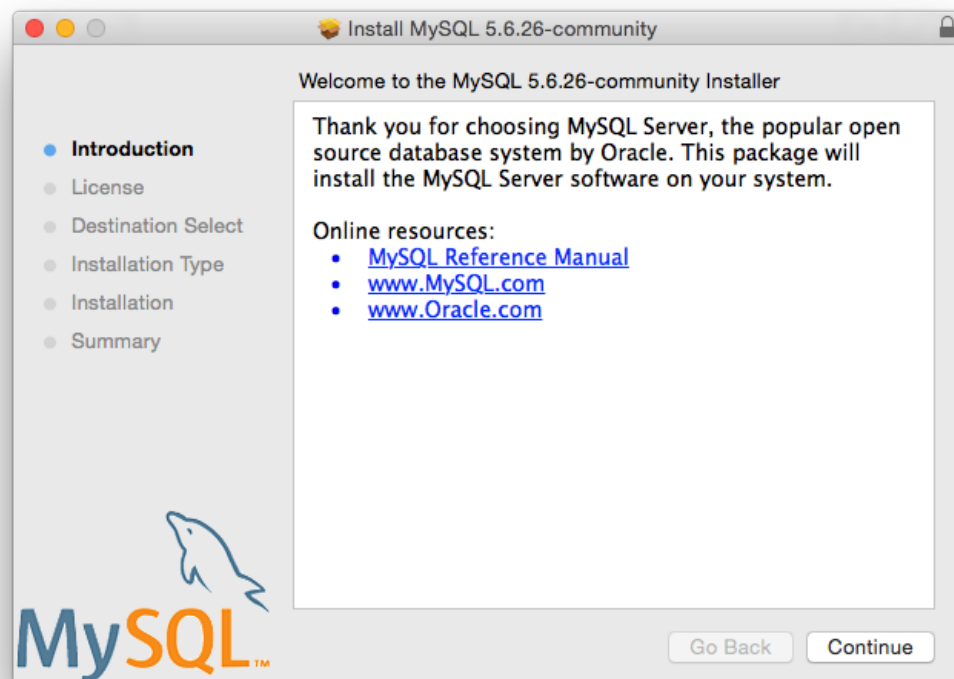 Install MySQL 5.6.26-community
Welcome to the MySQL 5.6.26-community Installer
Introduction
License
Destination Select
Installation Type
Installation
Summary
Thank you for choosing MySQL Server, the popular open
source database system by Oracle. This package will
install the MySQL Server software on your system.
Online resources:
• MySQL Reference Manual
• www.MySQL.com
• www.Oracle.com
MySQL™
Go Back
Continue